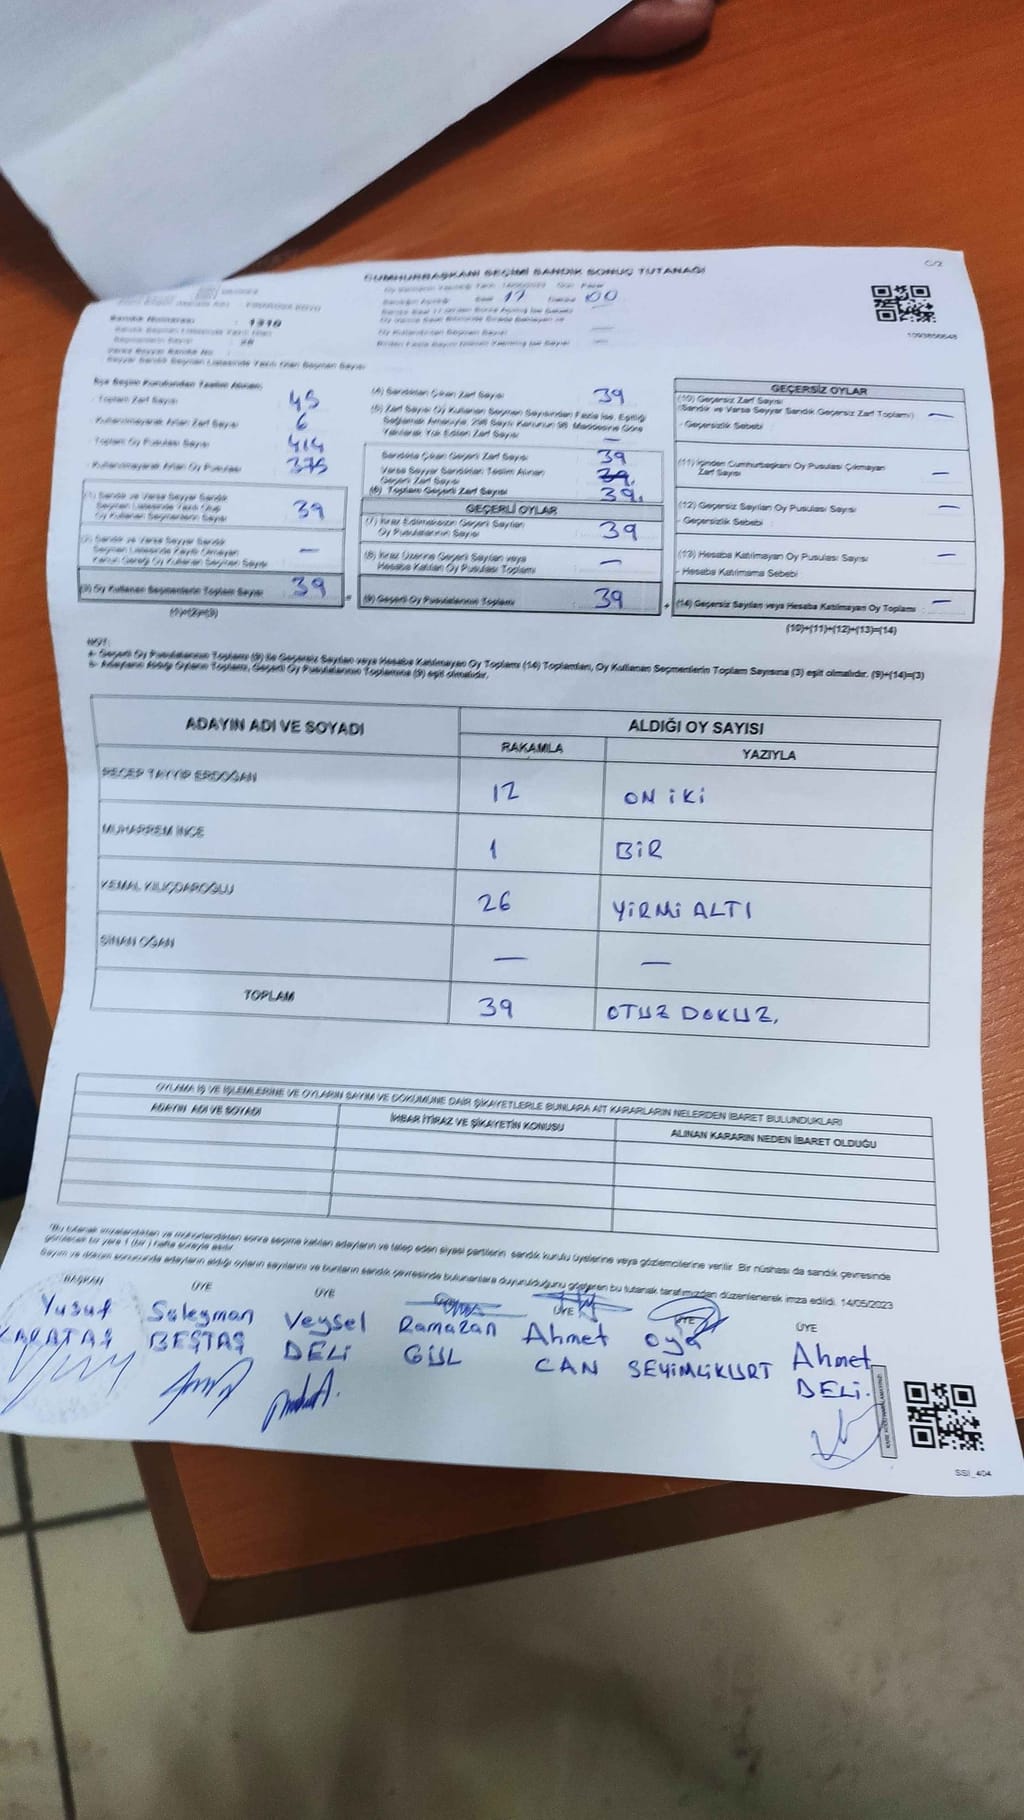 CUMHURBAŞKANI SEÇİMİ SANDIK SONUÇ TUTANAĞI
C/2
Saat 17 00
1093856648
Sandık Numarası : 1310
İlçe Seçim Kurulundan Teslim Alınan;
- Toplam Zarf Sayısı 45
- Kullanılmayarak Artan Zarf Sayısı 6
- Toplam Oy Pusulası Sayısı 414
- Kullanılmayarak Artan Oy Pusulası 375
(1) Sandık ve Varsa Seyyar Sandık
Seçmen Listesinde Yazılı Olup
Oy Kullanan Seçmenlerin Sayısı 39
(2) Sandık ve Varsa Seyyar Sandık
Seçmen Listesinde Kayıtlı Olmayan
Kanun Gereği Oy Kullanan Seçmen Sayısı —
(3) Oy Kullanan Seçmenlerin Toplam Sayısı 39
(1)+(2)=(3)
(4) Sandıktan Çıkan Zarf Sayısı 39
(5) Zarf Sayısı Oy Kullanan Seçmen Sayısından Fazla ise, Eşitliği
Sağlamak Amacıyla, 298 Sayılı Kanunun 98. Maddesine Göre
Yakılarak Yok Edilen Zarf Sayısı —
Sandıkta Çıkan Geçerli Zarf Sayısı 39
Varsa Seyyar Sandıktan Teslim Alınan
Geçerli Zarf Sayısı 39.
(6) Toplam Geçerli Zarf Sayısı 39.
GEÇERLİ OYLAR
(7) İtiraz Edilmeksizin Geçerli Sayılan
Oy Pusulalarının Sayısı 39
(8) İtiraz Üzerine Geçerli Sayılan veya
Hesaba Katılan Oy Pusulası Toplamı —
(9) Geçerli Oy Pusulalarının Toplamı 39
GEÇERSİZ OYLAR
(10) Geçersiz Zarf Sayısı
(Sandık ve Varsa Seyyar Sandık Geçersiz Zarf Toplamı) —
- Geçersizlik Sebebi :
(11) İçinden Cumhurbaşkanı Oy Pusulası Çıkmayan
Zarf Sayısı —
(12) Geçersiz Sayılan Oy Pusulası Sayısı —
- Geçersizlik Sebebi :
(13) Hesaba Katılmayan Oy Pusulası Sayısı —
- Hesaba Katılmama Sebebi
(14) Geçersiz Sayılan veya Hesaba Katılmayan Oy Toplamı —
(10)+(11)+(12)+(13)=(14)
NOT:
a- Geçerli Oy Pusulalarının Toplamı (9) ile Geçersiz Sayılan veya Hesaba Katılmayan Oy Toplamı (14) Toplamları, Oy Kullanan Seçmenlerin Toplam Sayısına (3) eşit olmalıdır. (9)+(14)=(3)
b- Adayların Aldığı Oyların Toplamı, Geçerli Oy Pusulalarının Toplamına (9) eşit olmalıdır.
ADAYIN ADI VE SOYADI
ALDIĞI OY SAYISI
RAKAMLA YAZIYLA
RECEP TAYYİP ERDOĞAN 12 ON İKİ
MUHARREM İNCE 1 BİR
KEMAL KILIÇDAROĞLU 26 YİRMİ ALTI
SİNAN OĞAN — —
TOPLAM 39 OTUZ DOKUZ.
OYLAMA İŞ VE İŞLEMLERİNE VE OYLARIN SAYIM VE DÖKÜMÜNE DAİR ŞİKAYETLERLE BUNLARA AİT KARARLARIN NELERDEN İBARET BULUNDUKLARI
ADAYIN ADI VE SOYADI İHBAR İTİRAZ VE ŞİKAYETİN KONUSU ALINAN KARARIN NEDEN İBARET OLDUĞU
*Bu tutanak imzalandıktan ve mühürlendikten sonra seçime katılan adayların ve talep eden siyasi partilerin sandık kurulu üyelerine veya gözlemcilerine verilir. Bir nüshası da sandık çevresinde
görülecek bir yere 1 (bir) hafta süreyle asılır.
Sayım ve döküm sonucunda adayların aldığı oyların sayılarını ve bunların sandık çevresinde bulunanlara duyurulduğunu gösteren bu tutanak tarafımızdan düzenlenerek imza edildi. 14/05/2023
BAŞKAN ÜYE ÜYE ÜYE ÜYE ÜYE
Yusuf Süleyman Veysel Ramazan Ahmet Oya Ahmet
KARATAŞ BEŞTAŞ DELİ GÜL CAN SEYİMLİKURT DELİ.
SSI_404